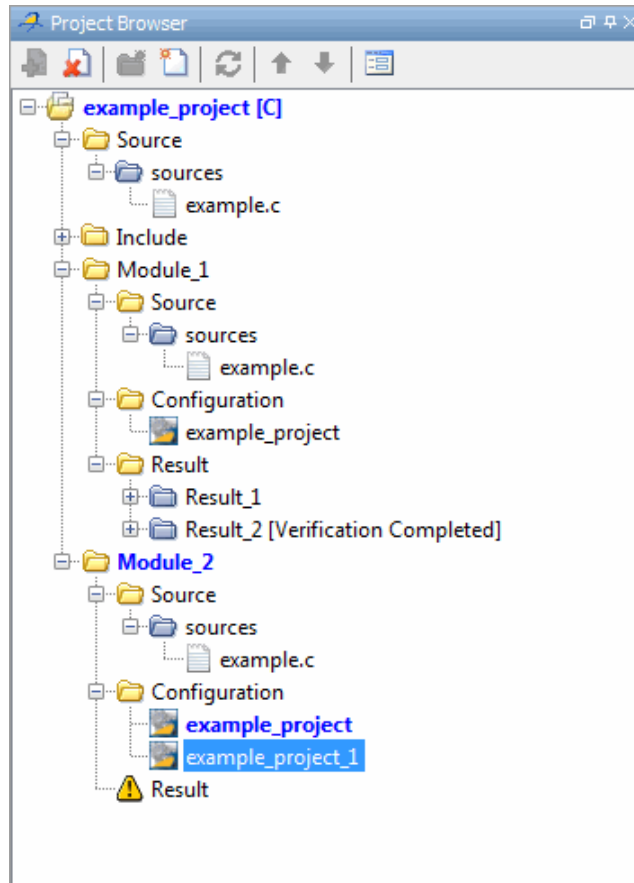 Project Browser
example_project [C]
Source
sources
example.c
Include
Module_1
Source
sources
example.c
Configuration
example_project
Result
Result_1
Result_2 [Verification Completed]
Module_2
Source
sources
example.c
Configuration
example_project
example_project_1
Result